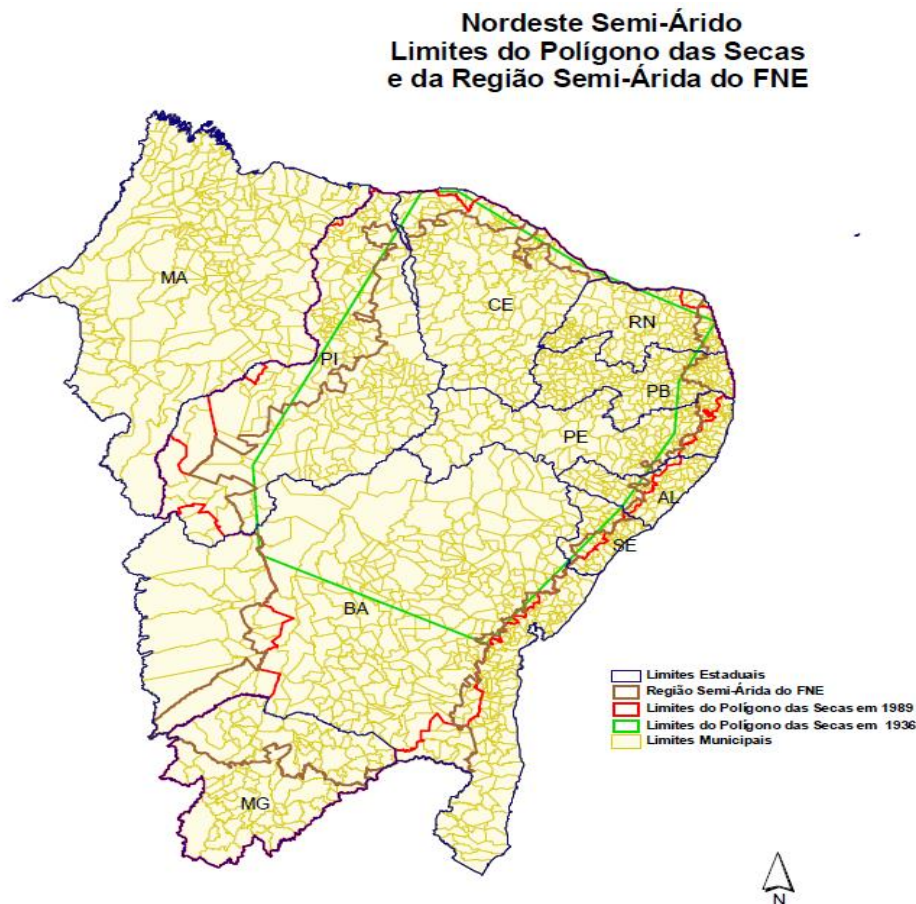 Nordeste Semi-Árido
Limites do Polígono das Secas
e da Região Semi-Árida do FNE
MA
CE
RN
PI
PB
PE
AL
SE
BA
MG
Limites Estaduais
Região Semi-Árida do FNE
Limites do Polígono das Secas em 1989
Limites do Polígono das Secas em 1936
Limites Municipais
N